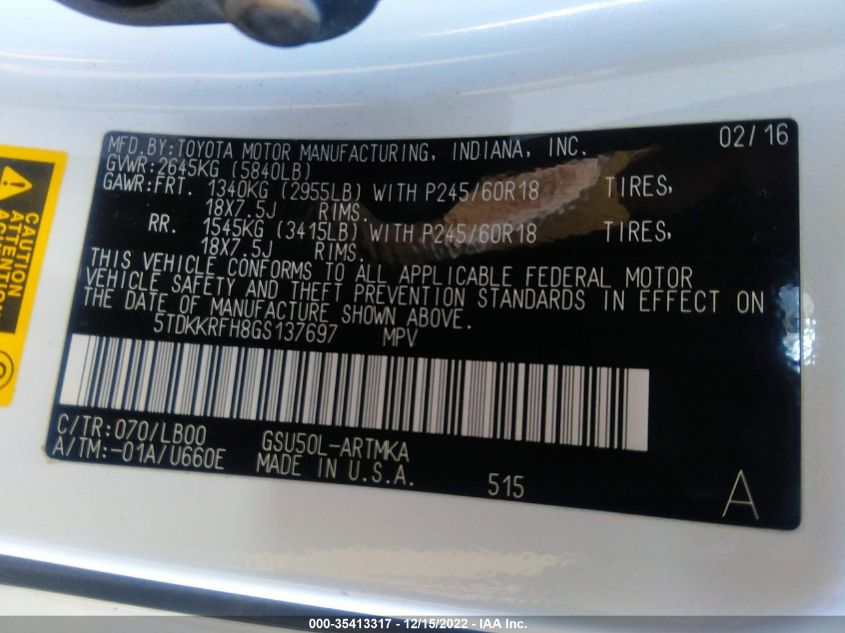 MFD.BY:TOYOTA MOTOR MANUFACTURING, INDIANA, INC. 02/16
GVWR:2645KG (5840LB)
GAWR:FRT. 1340KG (2955LB) WITH P245/60R18 TIRES,
18X7.5J RIMS.
RR. 1545KG (3415LB) WITH P245/60R18 TIRES,
18X7.5J RIMS.
THIS VEHICLE CONFORMS TO ALL APPLICABLE FEDERAL MOTOR
VEHICLE SAFETY AND THEFT PREVENTION STANDARDS IN EFFECT ON
THE DATE OF MANUFACTURE SHOWN ABOVE.
5TDKKRFH8GS137697 MPV
C/TR:070/LB00 GSU50L-ARTMKA
A/TM:-01A/U660E MADE IN U.S.A. 515 A
CAUTION
ATTENTION
000-35413317 - 12/15/2022 - IAA Inc.